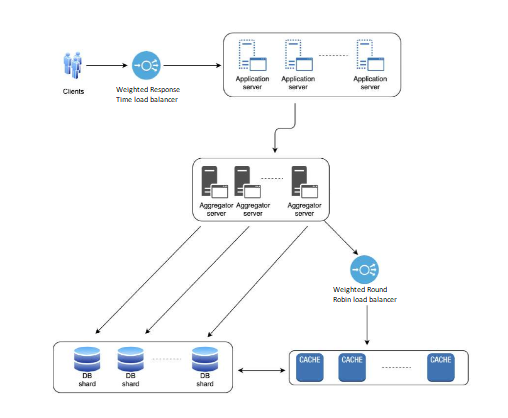 Clients
Weighted Response
Time load balancer
Application
server
Application
server
Application
server
Aggregator
server
Aggregator
server
Aggregator
server
Weighted Round
Robin load balancer
DB
shard
DB
shard
DB
shard
CACHE
CACHE
CACHE